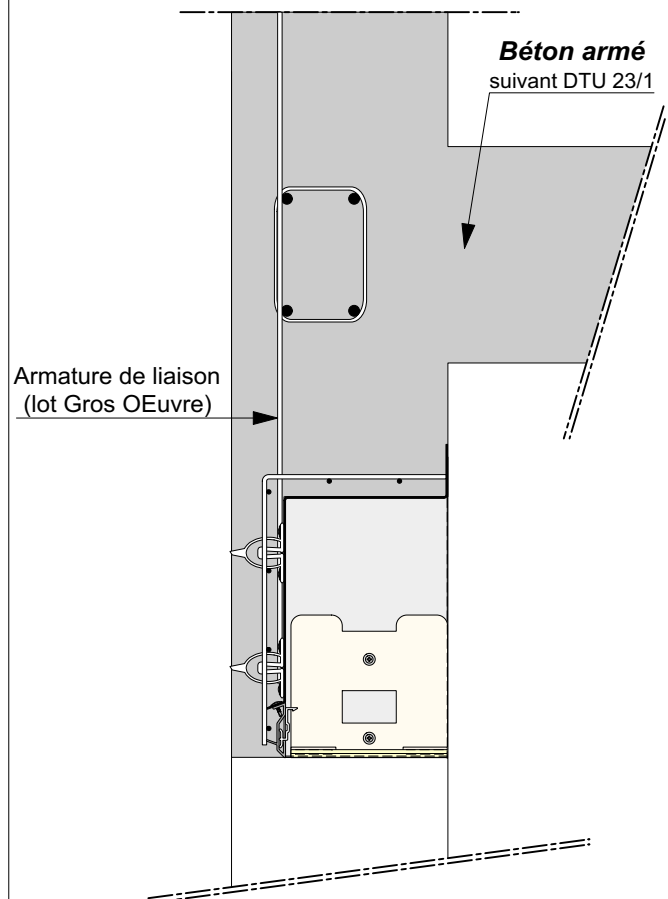 Béton armé
suivant DTU 23/1
Armature de liaison
(lot Gros OEuvre)